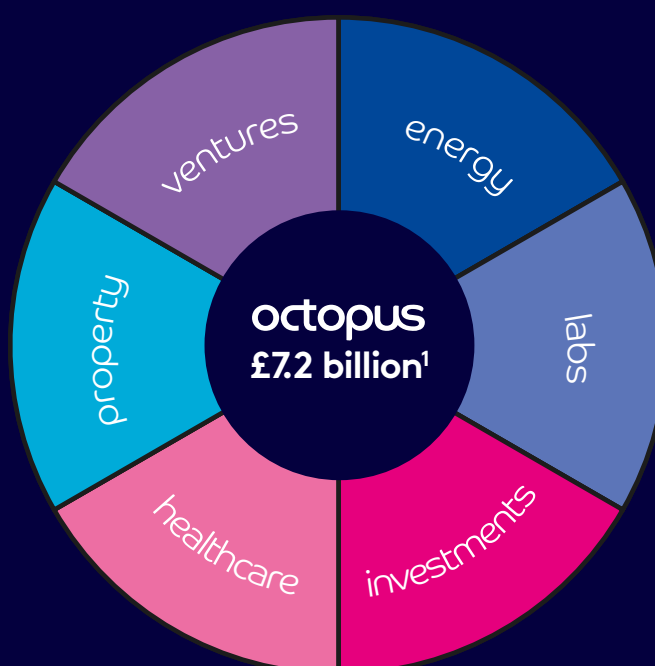 ventures
energy
property
octopus
£7.2 billion¹
labs
healthcare
investments